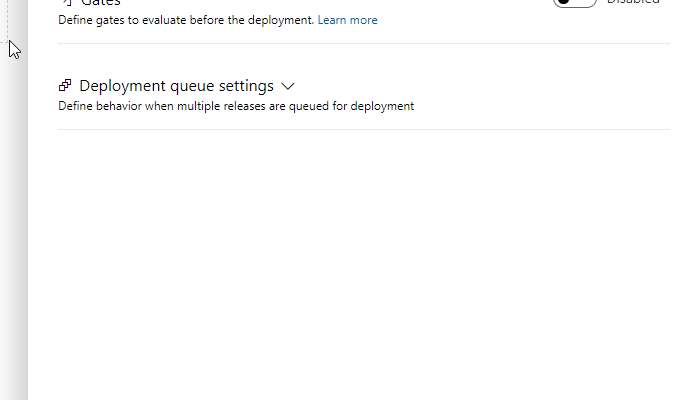 Gates
Disabled
Define gates to evaluate before the deployment. Learn more
Deployment queue settings
Define behavior when multiple releases are queued for deployment